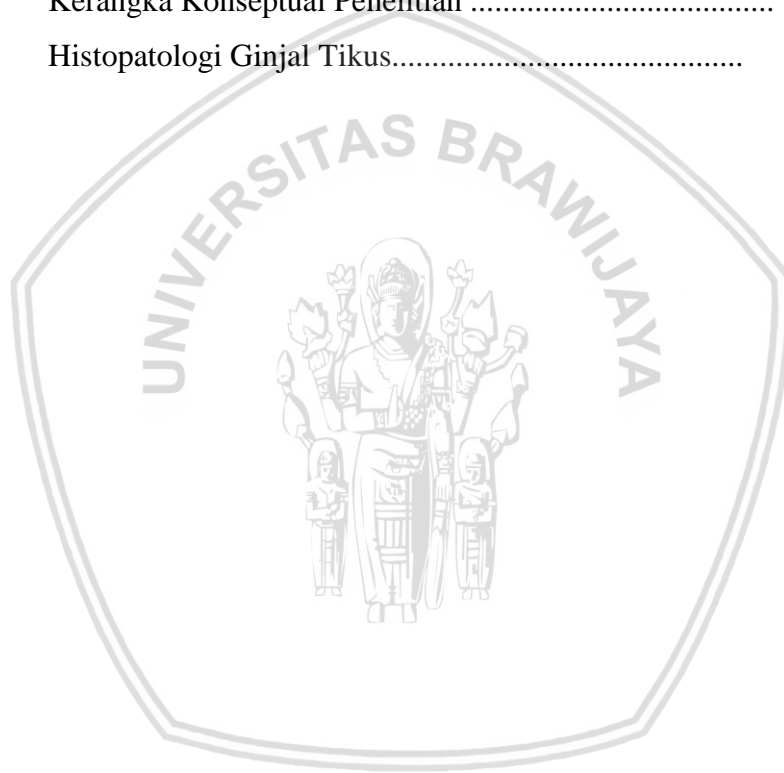 Kerangka Konseptual Penelitian .....................................
Histopatologi Ginjal Tikus...........................................
UNIVERSITAS BRAWIJAYA